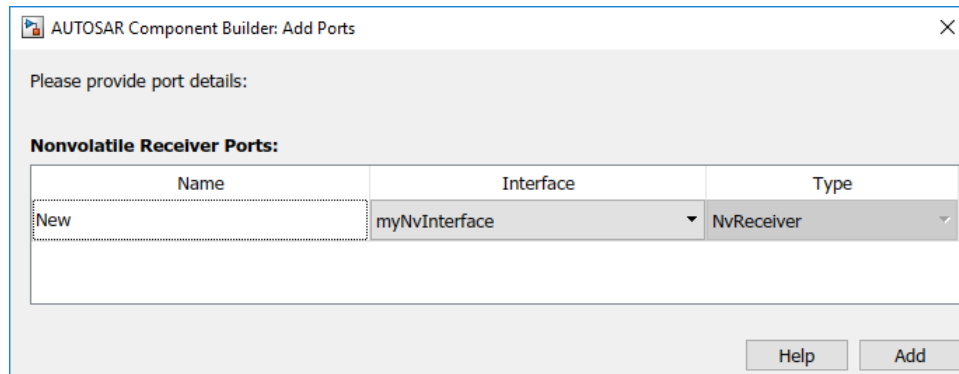 AUTOSAR Component Builder: Add Ports
Please provide port details:
Nonvolatile Receiver Ports:
Name Interface Type
New myNvInterface NvReceiver
Help Add